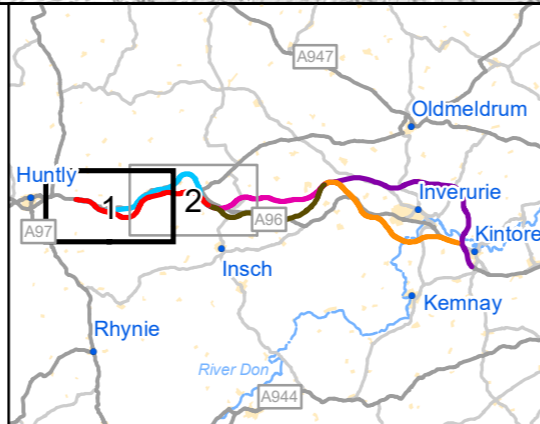 A947
Oldmeldrum
Huntly
1
2
Inverurie
A96
A97
Kintore
Insch
Kemnay
Rhynie
River Don
A944